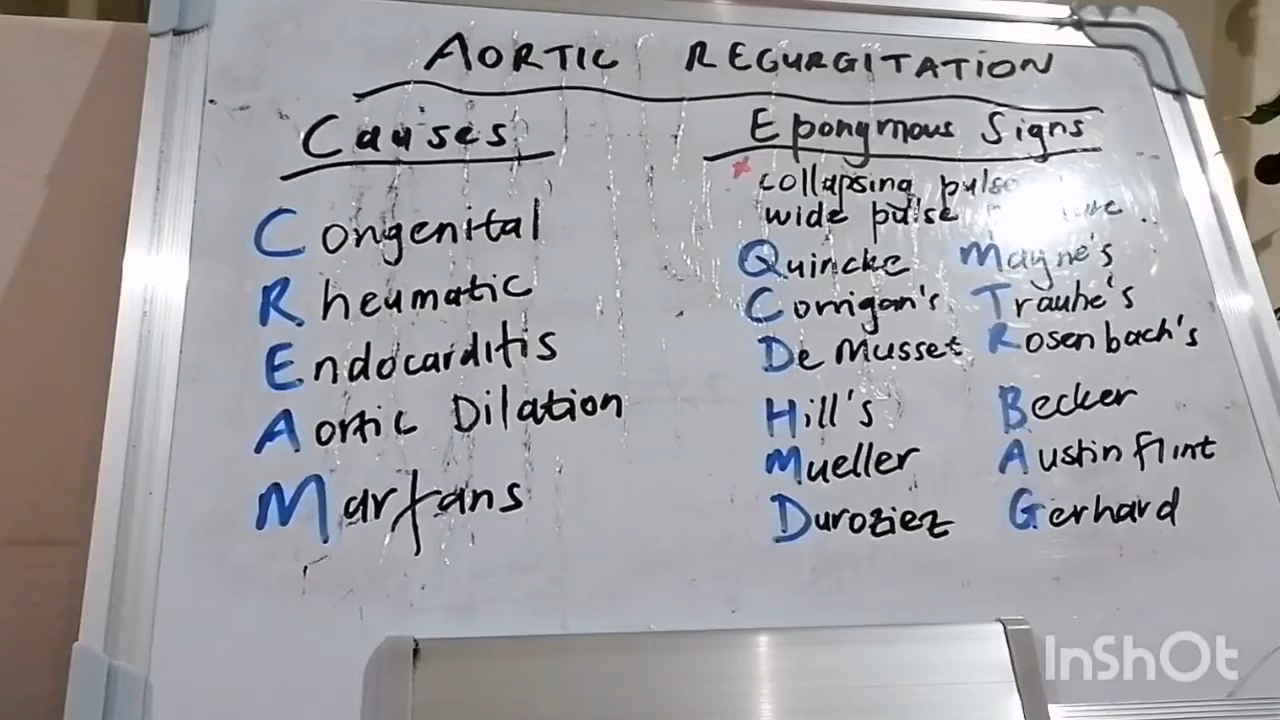 AORTIC REGURGITATION
Causes
Congenital
Rheumatic
Endocarditis
Aortic Dilation
Marfans
Eponymous Signs
* collapsing pulse
wide pulse
Quincke Mayne's
Corrigan's Traube's
De Musset Rosenbach's
Hill's Becker
Mueller Austin flint
Duroziez Gerhard
InShOt